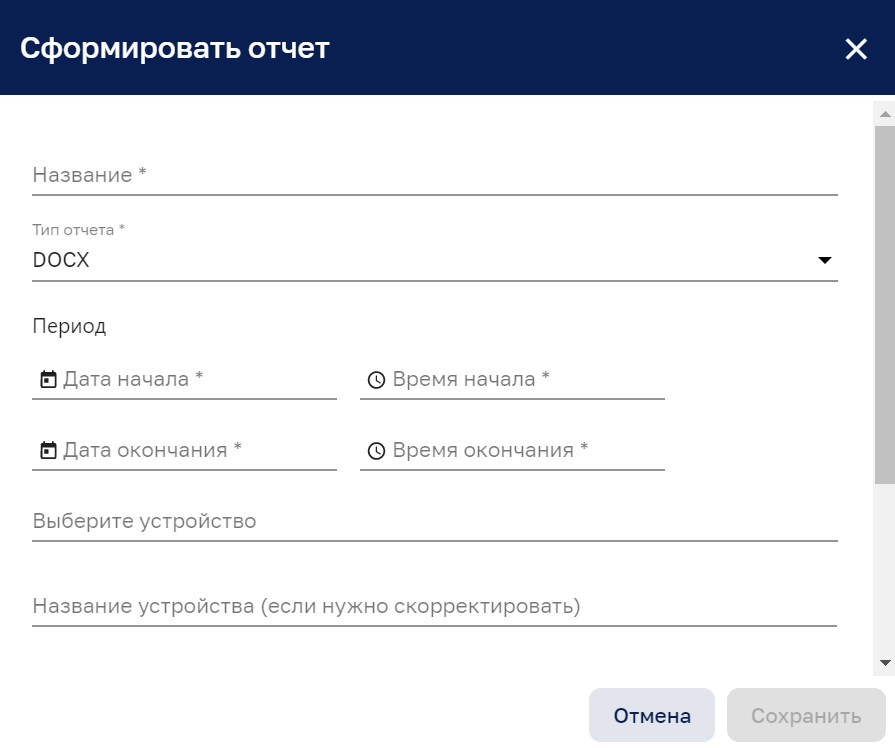 Сформировать отчет
Название *
Тип отчета *
DOCX
Период
Дата начала *
Время начала *
Дата окончания *
Время окончания *
Выберите устройство
Название устройства (если нужно скорректировать)
Отмена
Сохранить